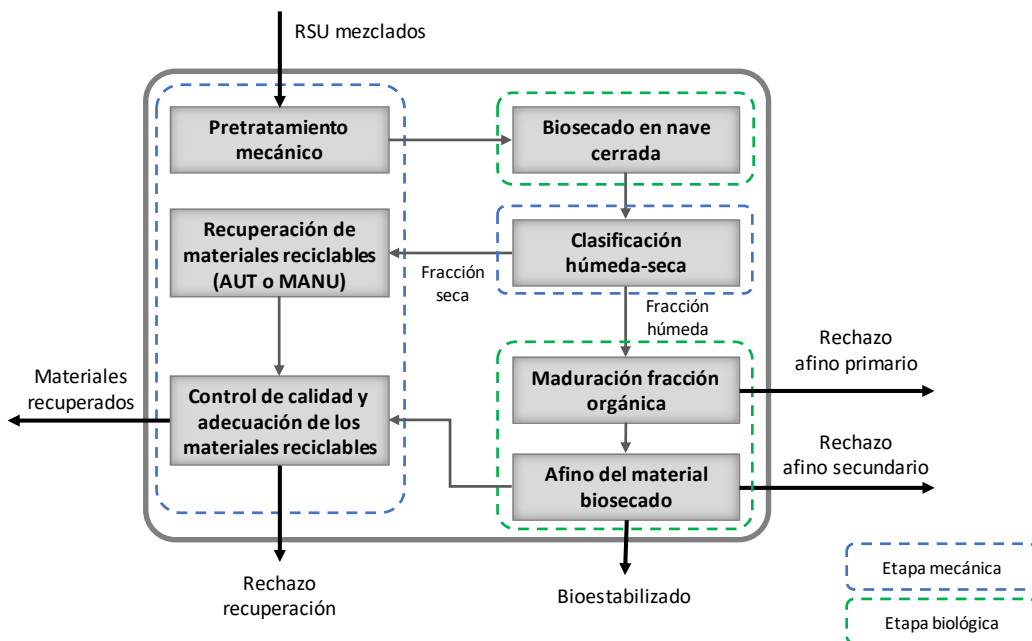 RSU mezclados
Pretratamiento
mecánico
Biosecado en nave
cerrada
Recuperación de
materiales reciclables
(AUT o MANU)
Clasificación
húmeda-seca
Fracción
seca
Fracción
húmeda
Rechazo
afino primario
Materiales
recuperados
Control de calidad y
adecuación de los
materiales reciclables
Maduración fracción
orgánica
Rechazo
afino secundario
Afino del material
biosecado
Rechazo
recuperación
Bioestabilizado
Etapa mecánica
Etapa biológica